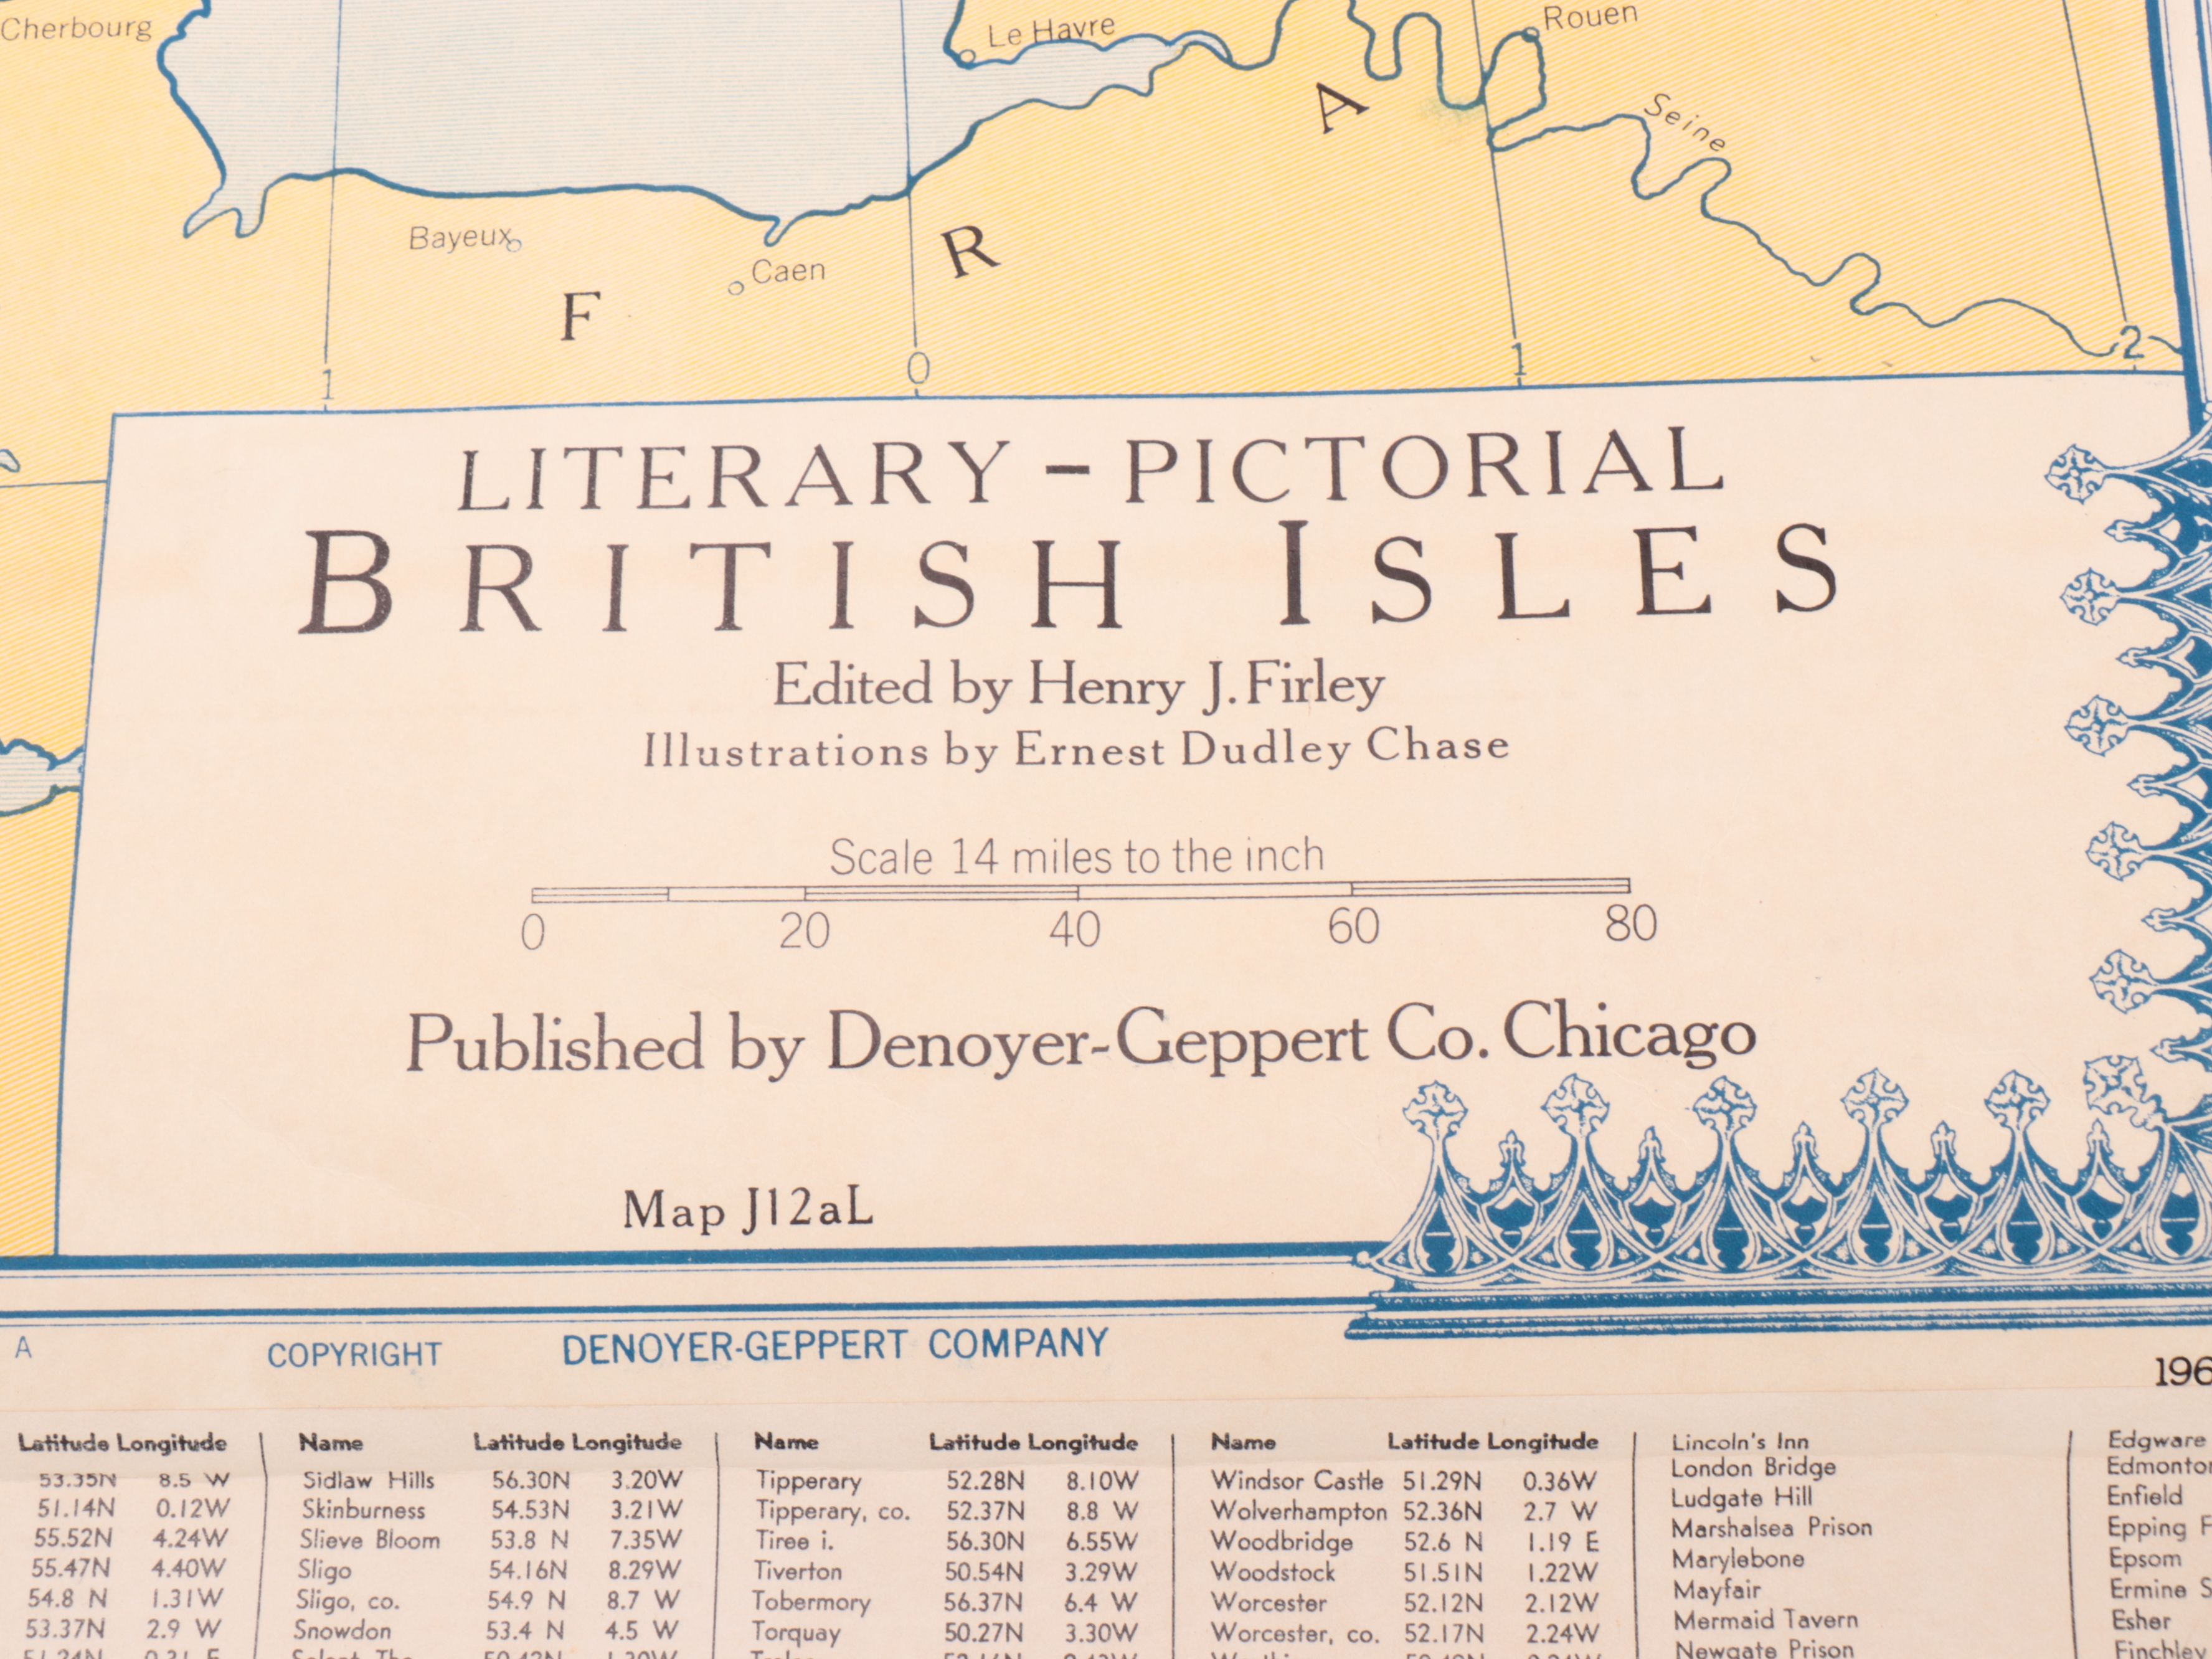 Cherbourg
Le Havre
Rouen
Seine
A
Bayeux
Caen
R
F
1
0
1
2
LITERARY-PICTORIAL
BRITISH ISLES
Edited by Henry J. Firley
Illustrations by Ernest Dudley Chase
Scale 14 miles to the inch
0 20 40 60 80
Published by Denoyer-Geppert Co. Chicago
Map J12aL
A COPYRIGHT DENOYER-GEPPERT COMPANY
196
Latitude Longitude Name Latitude Longitude Name Latitude Longitude Name Latitude Longitude Lincoln's Inn Edgware
53.35N 8.5 W Sidlaw Hills 56.30N 3.20W Tipperary 52.28N 8.10W Windsor Castle 51.29N 0.36W London Bridge
51.14N 0.12W Skinburness 54.53N 3.21W Tipperary, co. 52.37N 8.8 W Wolverhampton 52.36N 2.7 W Ludgate Hill Enfield
55.52N 4.24W Slieve Bloom 53.8 N 7.35W Tiree i. 56.30N 6.55W Woodbridge 52.6 N 1.19 E Marshalsea Prison Epping
55.47N 4.40W Sligo 54.16N 8.29W Tiverton 50.54N 3.29W Woodstock 51.51N 1.22W Marylebone Epsom
54.8 N 1.31W Sligo, co. 54.9 N 8.7 W Tobermory 56.37N 6.4 W Worcester 52.12N 2.12W Mayfair Ermine
53.37N 2.9 W Snowdon 53.4 N 4.5 W Torquay 50.27N 3.30W Worcester, co. 52.17N 2.24W Mermaid Tavern Esher
Newgate Prison Finchley